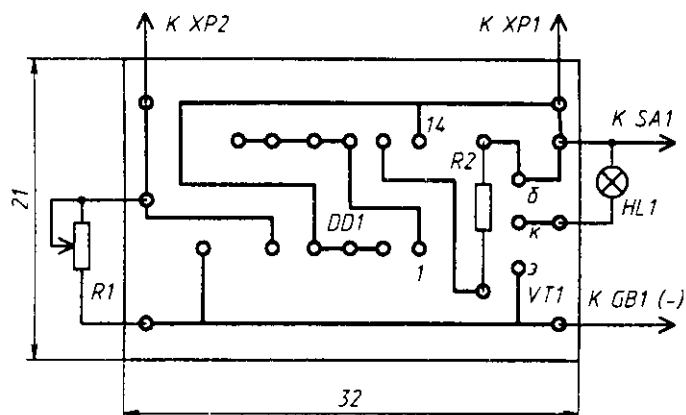 К ХР2
К ХР1
14
К SA1
R2
б
21
HL1
DD1
к
1
э
R1
VT1
К GB1 (-)
32